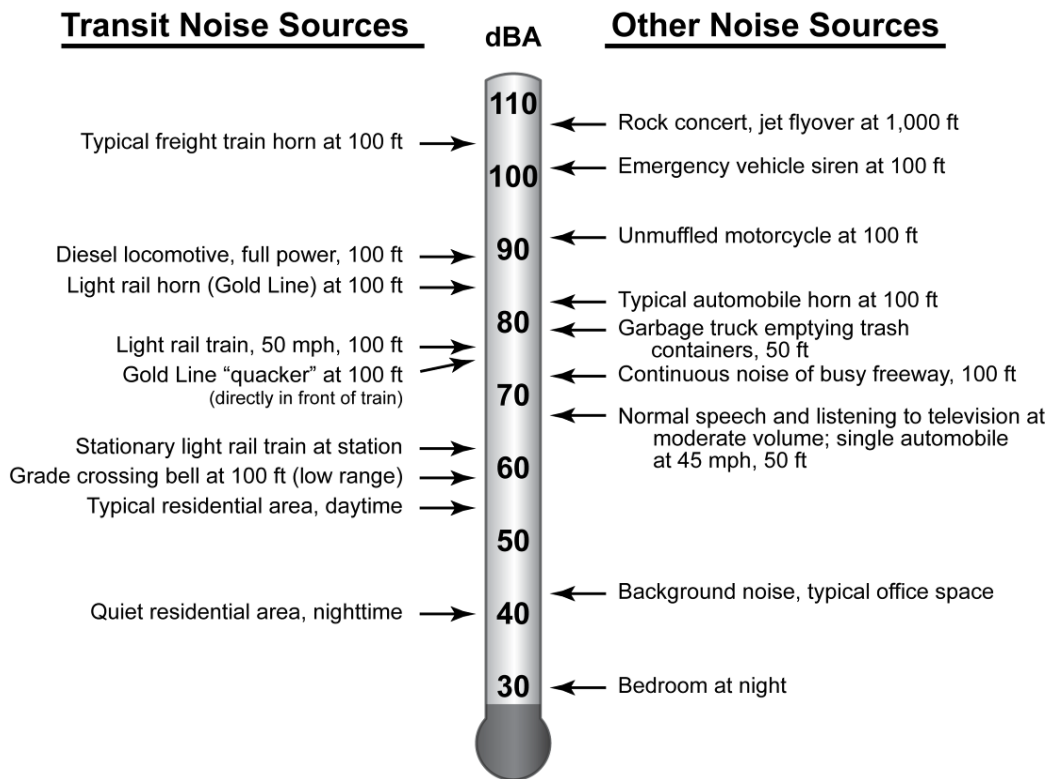 Transit Noise Sources
dBA
Other Noise Sources
110
100
90
80
70
60
50
40
30
Typical freight train horn at 100 ft
Diesel locomotive, full power, 100 ft
Light rail horn (Gold Line) at 100 ft
Light rail train, 50 mph, 100 ft
Gold Line “quacker” at 100 ft
(directly in front of train)
Stationary light rail train at station
Grade crossing bell at 100 ft (low range)
Typical residential area, daytime
Quiet residential area, nighttime
Rock concert, jet flyover at 1,000 ft
Emergency vehicle siren at 100 ft
Unmuffled motorcycle at 100 ft
Typical automobile horn at 100 ft
Garbage truck emptying trash
containers, 50 ft
Continuous noise of busy freeway, 100 ft
Normal speech and listening to television at
moderate volume; single automobile
at 45 mph, 50 ft
Background noise, typical office space
Bedroom at night